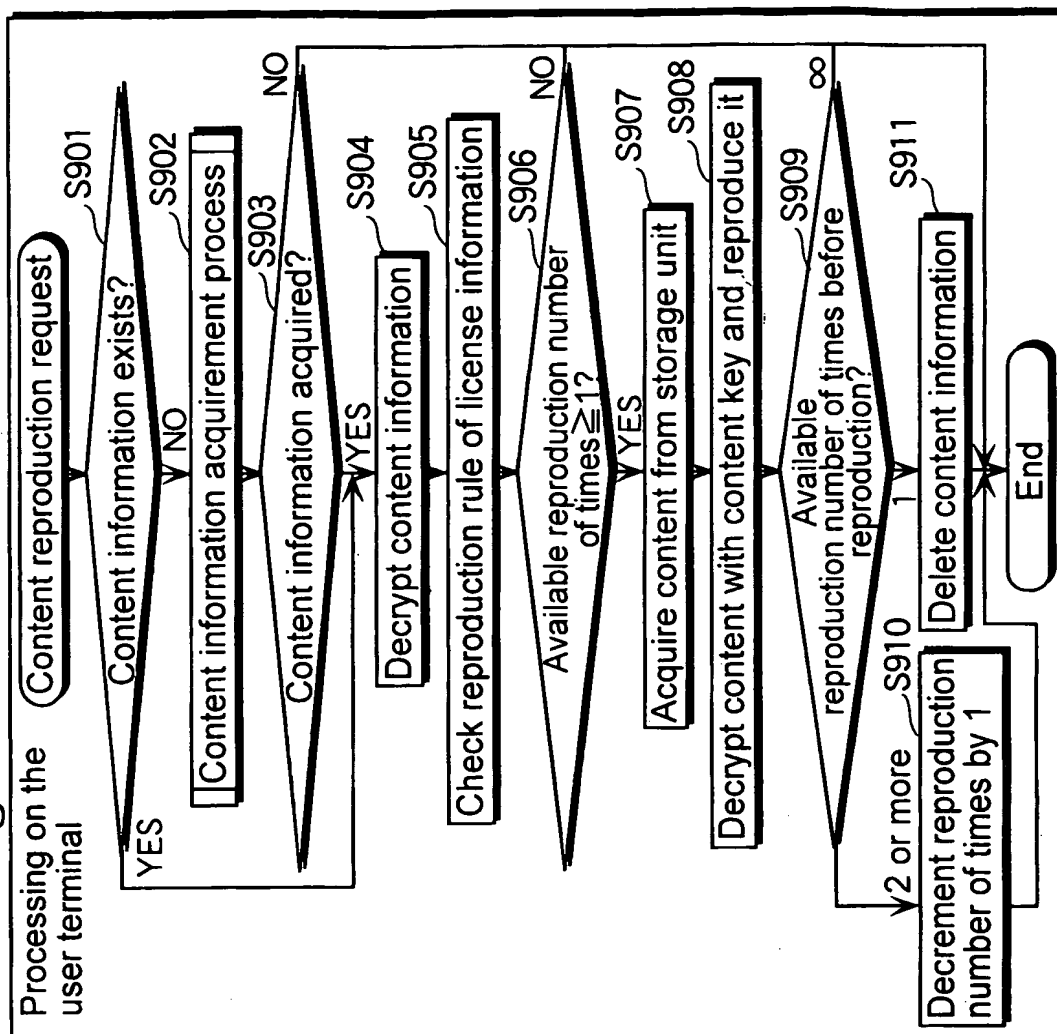 Processing on the
user terminal
Content reproduction request
S901
Content information exists?
YES
NO
S902
Content information acquirement process
S903
Content information acquired?
NO
YES
S904
Decrypt content information
S905
Check reproduction rule of license information
S906
Available reproduction number
of times≧1?
NO
YES
S907
Acquire content from storage unit
S908
Decrypt content with content key and reproduce it
S909
Available
reproduction number of times before
reproduction?
∞
2 or more
1
S910
Decrement reproduction
number of times by 1
S911
Delete content information
End